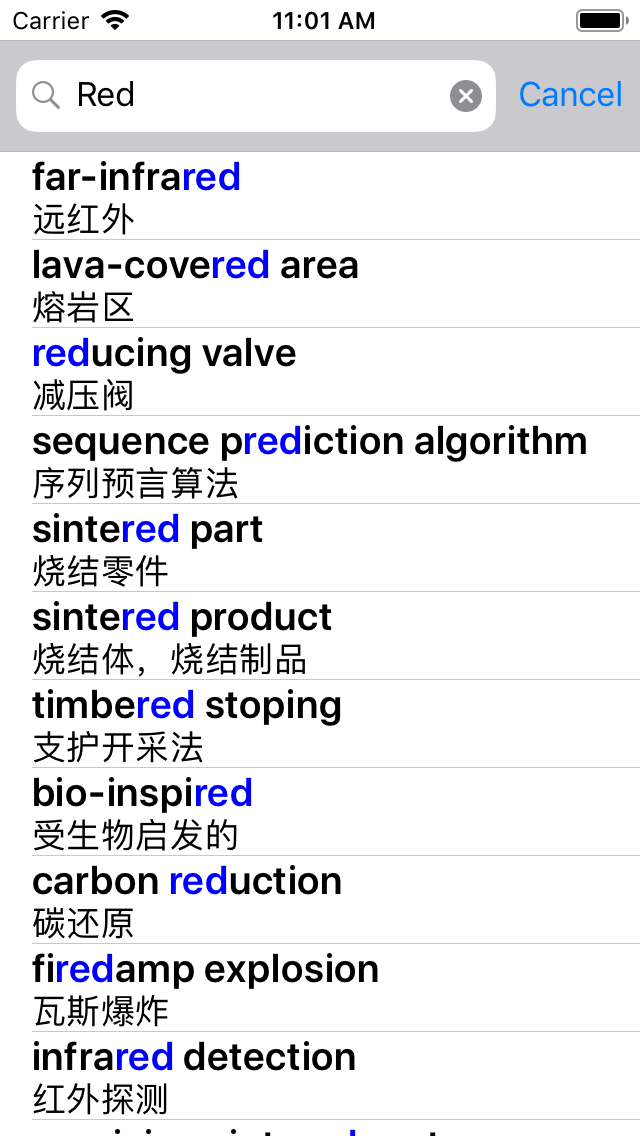 Carrier 11:01 AM
Red Cancel
far-infrared
远红外
lava-covered area
熔岩区
reducing valve
减压阀
sequence prediction algorithm
序列预言算法
sintered part
烧结零件
sintered product
烧结体，烧结制品
timbered stoping
支护开采法
bio-inspired
受生物启发的
carbon reduction
碳还原
firedamp explosion
瓦斯爆炸
infrared detection
红外探测